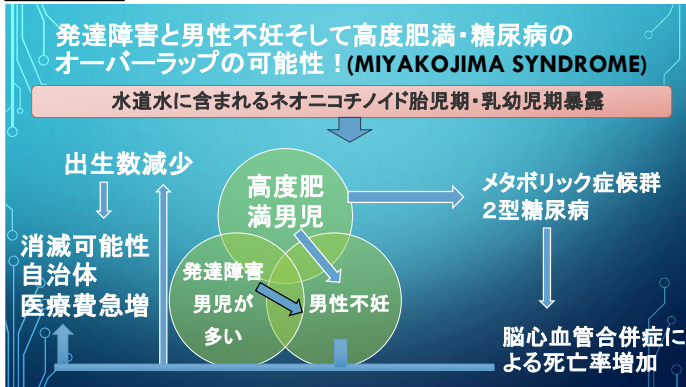 発達障害と男性不妊そして高度肥満・糖尿病の
オーバーラップの可能性！(MIYAKOJIMA SYNDROME)
水道水に含まれるネオニコチノイド胎児期・乳幼児期暴露
出生数減少
消滅可能性
自治体
医療費急増
高度肥
満男児
発達障害
男児が
多い
男性不妊
メタボリック症候群
２型糖尿病
脳心血管合併症に
よる死亡率増加